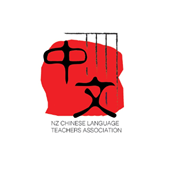 中文
NZ CHINESE LANGUAGE
TEACHERS ASSOCIATION